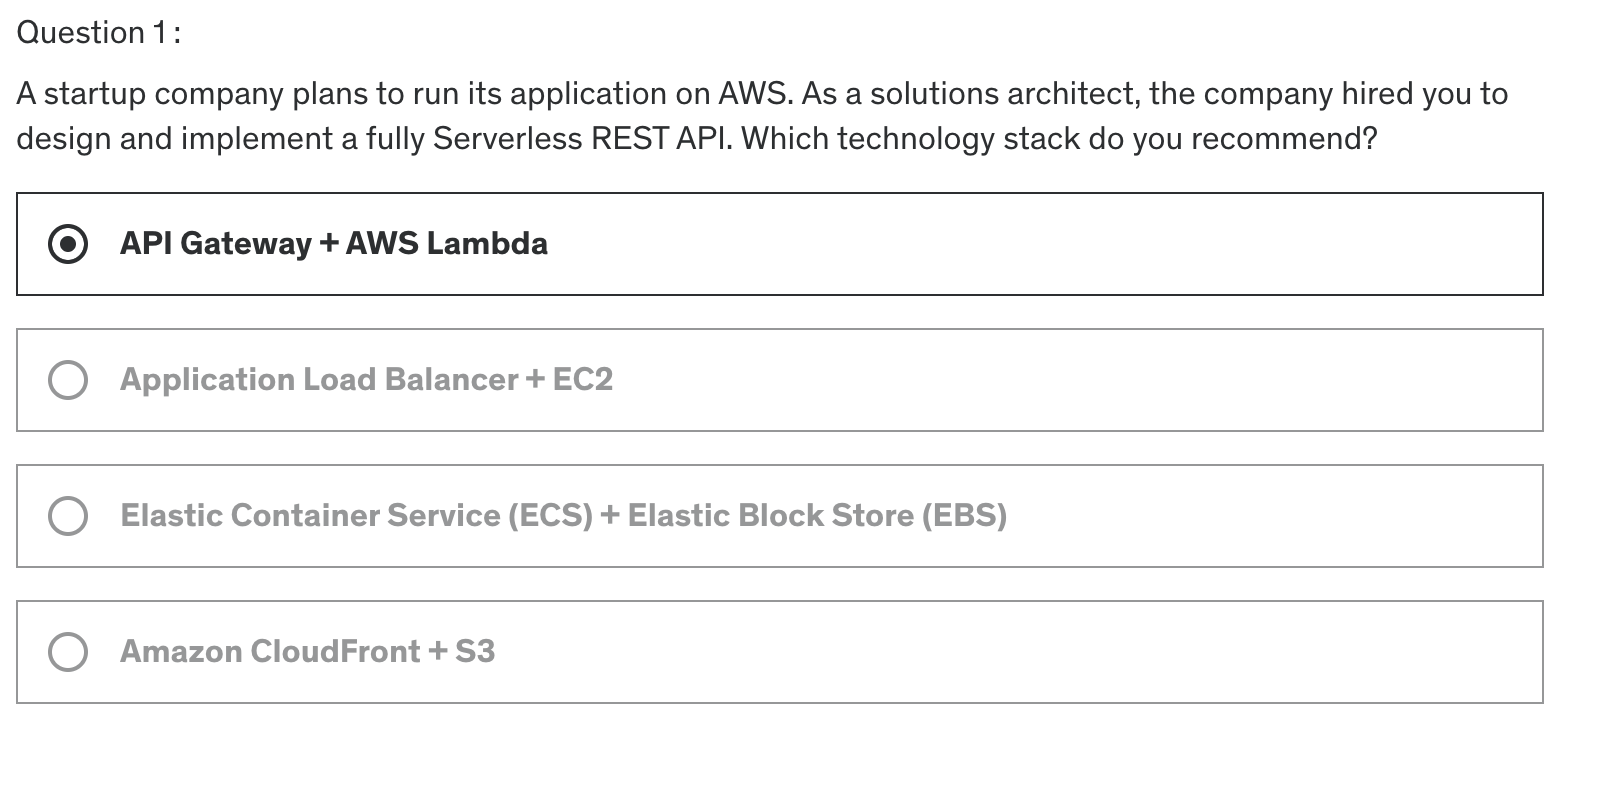 Question 1:
A startup company plans to run its application on AWS. As a solutions architect, the company hired you to
design and implement a fully Serverless REST API. Which technology stack do you recommend?
API Gateway + AWS Lambda
Application Load Balancer + EC2
Elastic Container Service (ECS) + Elastic Block Store (EBS)
Amazon CloudFront + S3